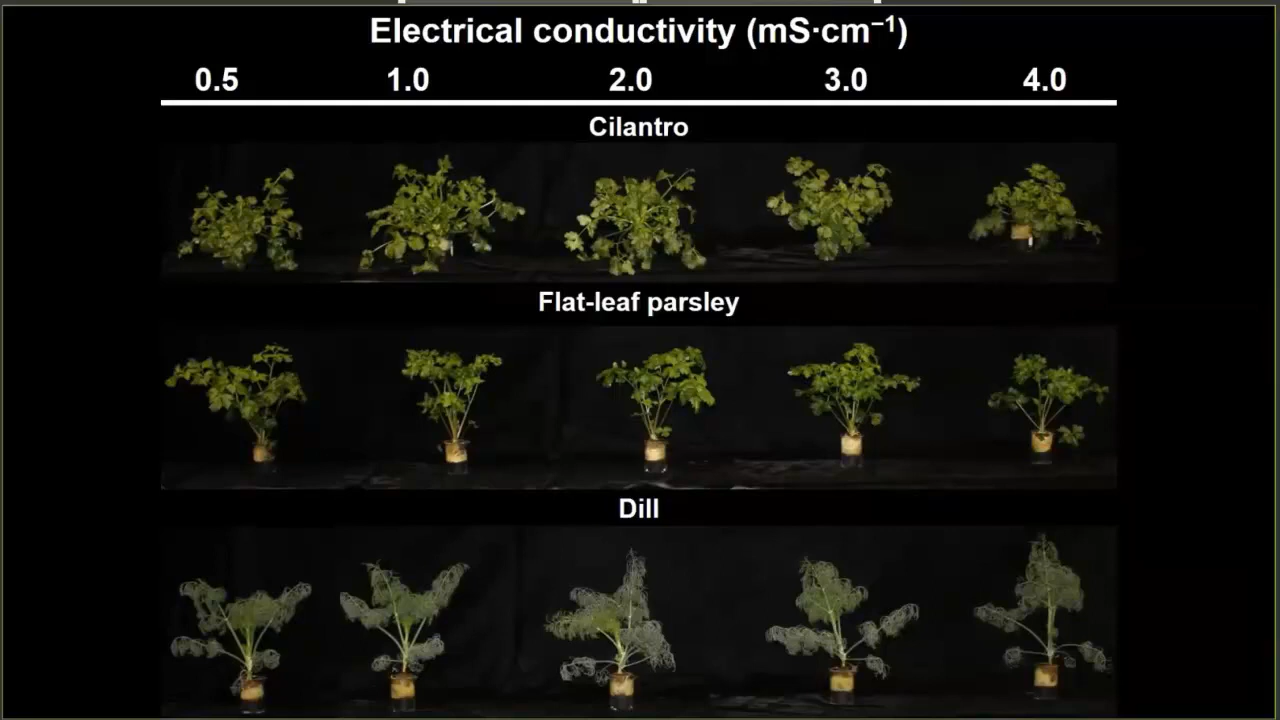 Electrical conductivity (mS·cm⁻¹)
0.5 1.0 2.0 3.0 4.0
Cilantro
Flat-leaf parsley
Dill